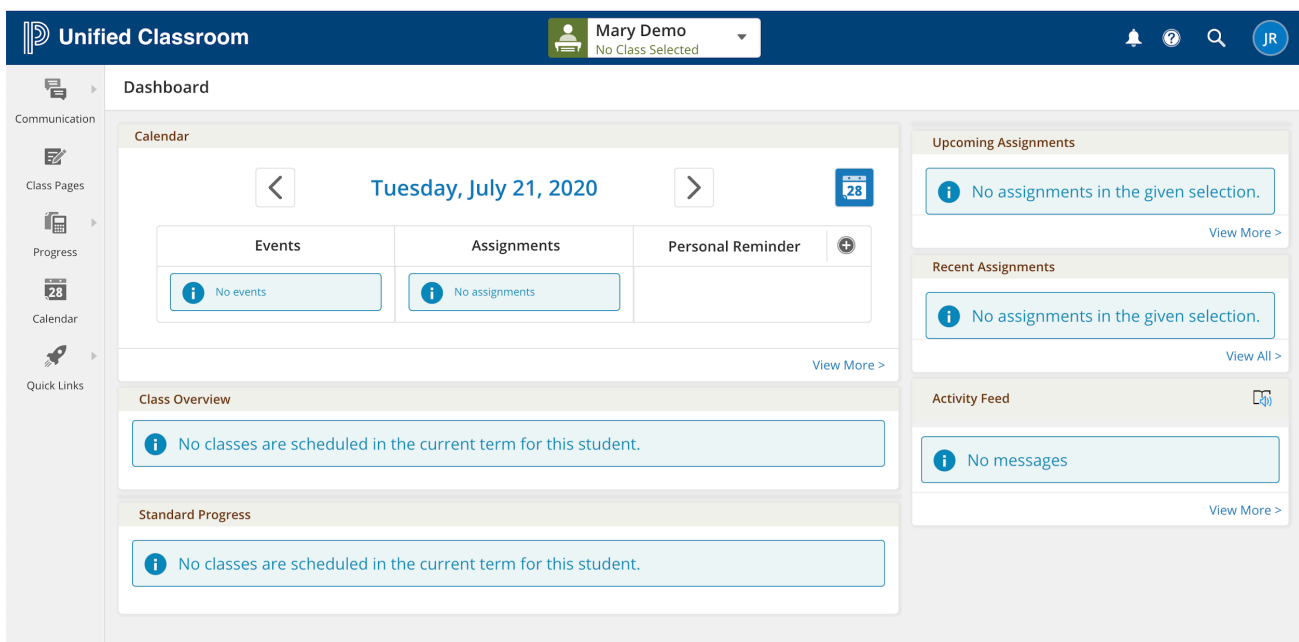 Unified Classroom
Mary Demo
No Class Selected
JR
Communication
Class Pages
Progress
28
Calendar
Quick Links
Dashboard
Calendar
Tuesday, July 21, 2020
28
Events
Assignments
Personal Reminder
No events
No assignments
View More >
Class Overview
No classes are scheduled in the current term for this student.
Standard Progress
No classes are scheduled in the current term for this student.
Upcoming Assignments
No assignments in the given selection.
View More >
Recent Assignments
No assignments in the given selection.
View All >
Activity Feed
No messages
View More >